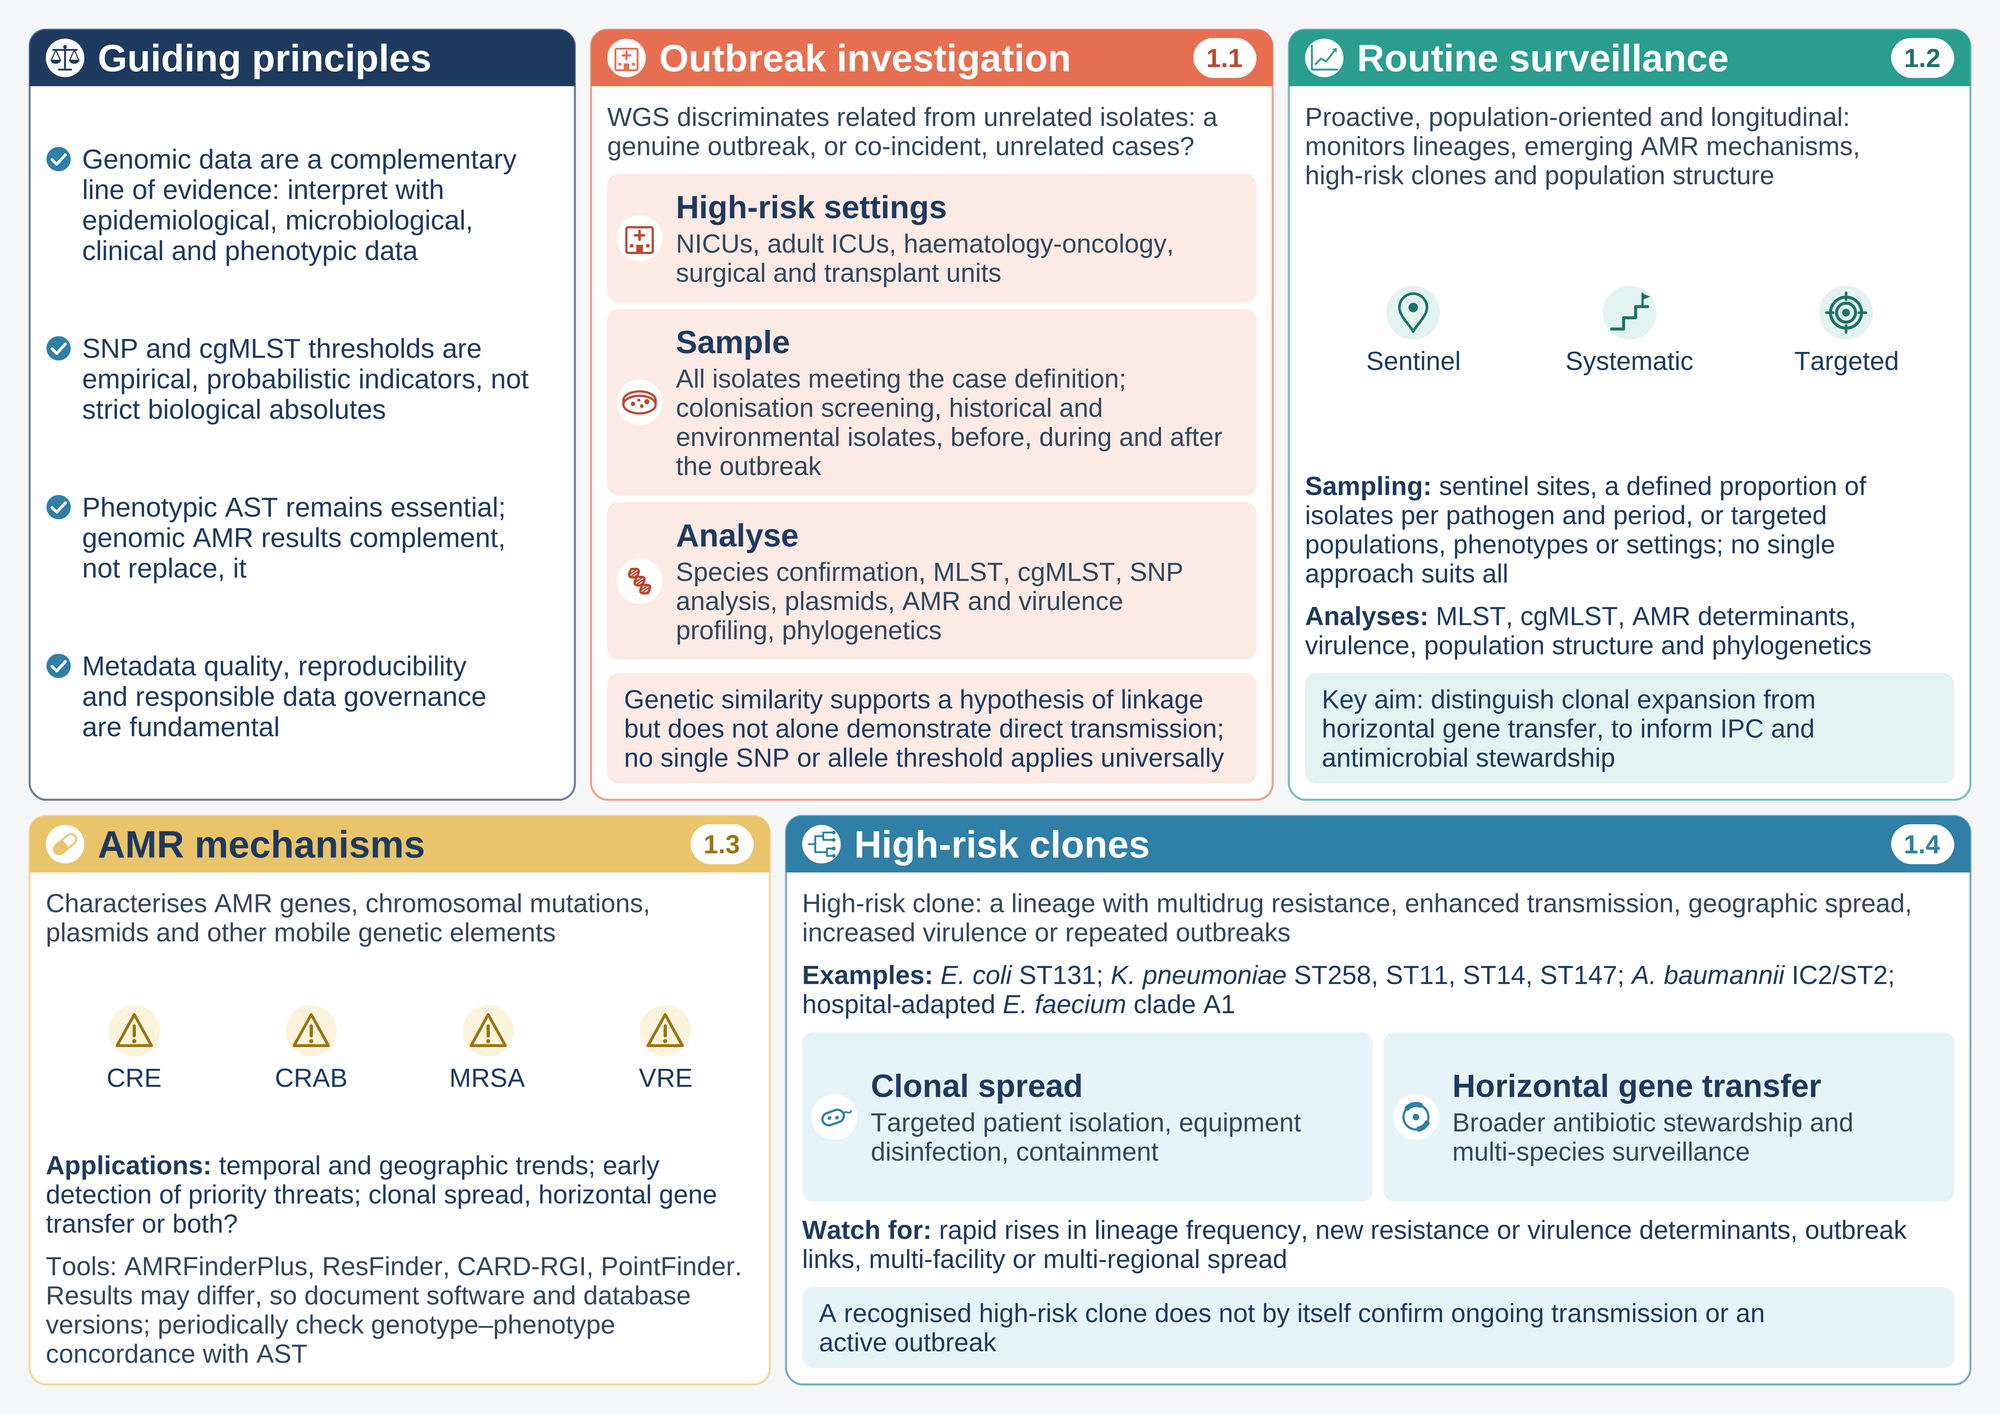 Guiding principles
Genomic data are a complementary
line of evidence: interpret with
epidemiological, microbiological,
clinical and phenotypic data
SNP and cgMLST thresholds are
empirical, probabilistic indicators, not
strict biological absolutes
Phenotypic AST remains essential;
genomic AMR results complement,
not replace, it
Metadata quality, reproducibility
and responsible data governance
are fundamental
Outbreak investigation 1.1
WGS discriminates related from unrelated isolates: a
genuine outbreak, or co-incident, unrelated cases?
High-risk settings
NICUs, adult ICUs, haematology-oncology,
surgical and transplant units
Sample
All isolates meeting the case definition;
colonisation screening, historical and
environmental isolates, before, during and after
the outbreak
Analyse
Species confirmation, MLST, cgMLST, SNP
analysis, plasmids, AMR and virulence
profiling, phylogenetics
Genetic similarity supports a hypothesis of linkage
but does not alone demonstrate direct transmission;
no single SNP or allele threshold applies universally
Routine surveillance 1.2
Proactive, population-oriented and longitudinal:
monitors lineages, emerging AMR mechanisms,
high-risk clones and population structure
Sentinel Systematic Targeted
Sampling: sentinel sites, a defined proportion of
isolates per pathogen and period, or targeted
populations, phenotypes or settings; no single
approach suits all
Analyses: MLST, cgMLST, AMR determinants,
virulence, population structure and phylogenetics
Key aim: distinguish clonal expansion from
horizontal gene transfer, to inform IPC and
antimicrobial stewardship
AMR mechanisms 1.3
Characterises AMR genes, chromosomal mutations,
plasmids and other mobile genetic elements
CRE CRAB MRSA VRE
Applications: temporal and geographic trends; early
detection of priority threats; clonal spread, horizontal gene
transfer or both?
Tools: AMRFinderPlus, ResFinder, CARD-RGI, PointFinder.
Results may differ, so document software and database
versions; periodically check genotype–phenotype
concordance with AST
High-risk clones 1.4
High-risk clone: a lineage with multidrug resistance, enhanced transmission, geographic spread,
increased virulence or repeated outbreaks
Examples: E. coli ST131; K. pneumoniae ST258, ST11, ST14, ST147; A. baumannii IC2/ST2;
hospital-adapted E. faecium clade A1
Clonal spread
Targeted patient isolation, equipment
disinfection, containment
Horizontal gene transfer
Broader antibiotic stewardship and
multi-species surveillance
Watch for: rapid rises in lineage frequency, new resistance or virulence determinants, outbreak
links, multi-facility or multi-regional spread
A recognised high-risk clone does not by itself confirm ongoing transmission or an
active outbreak